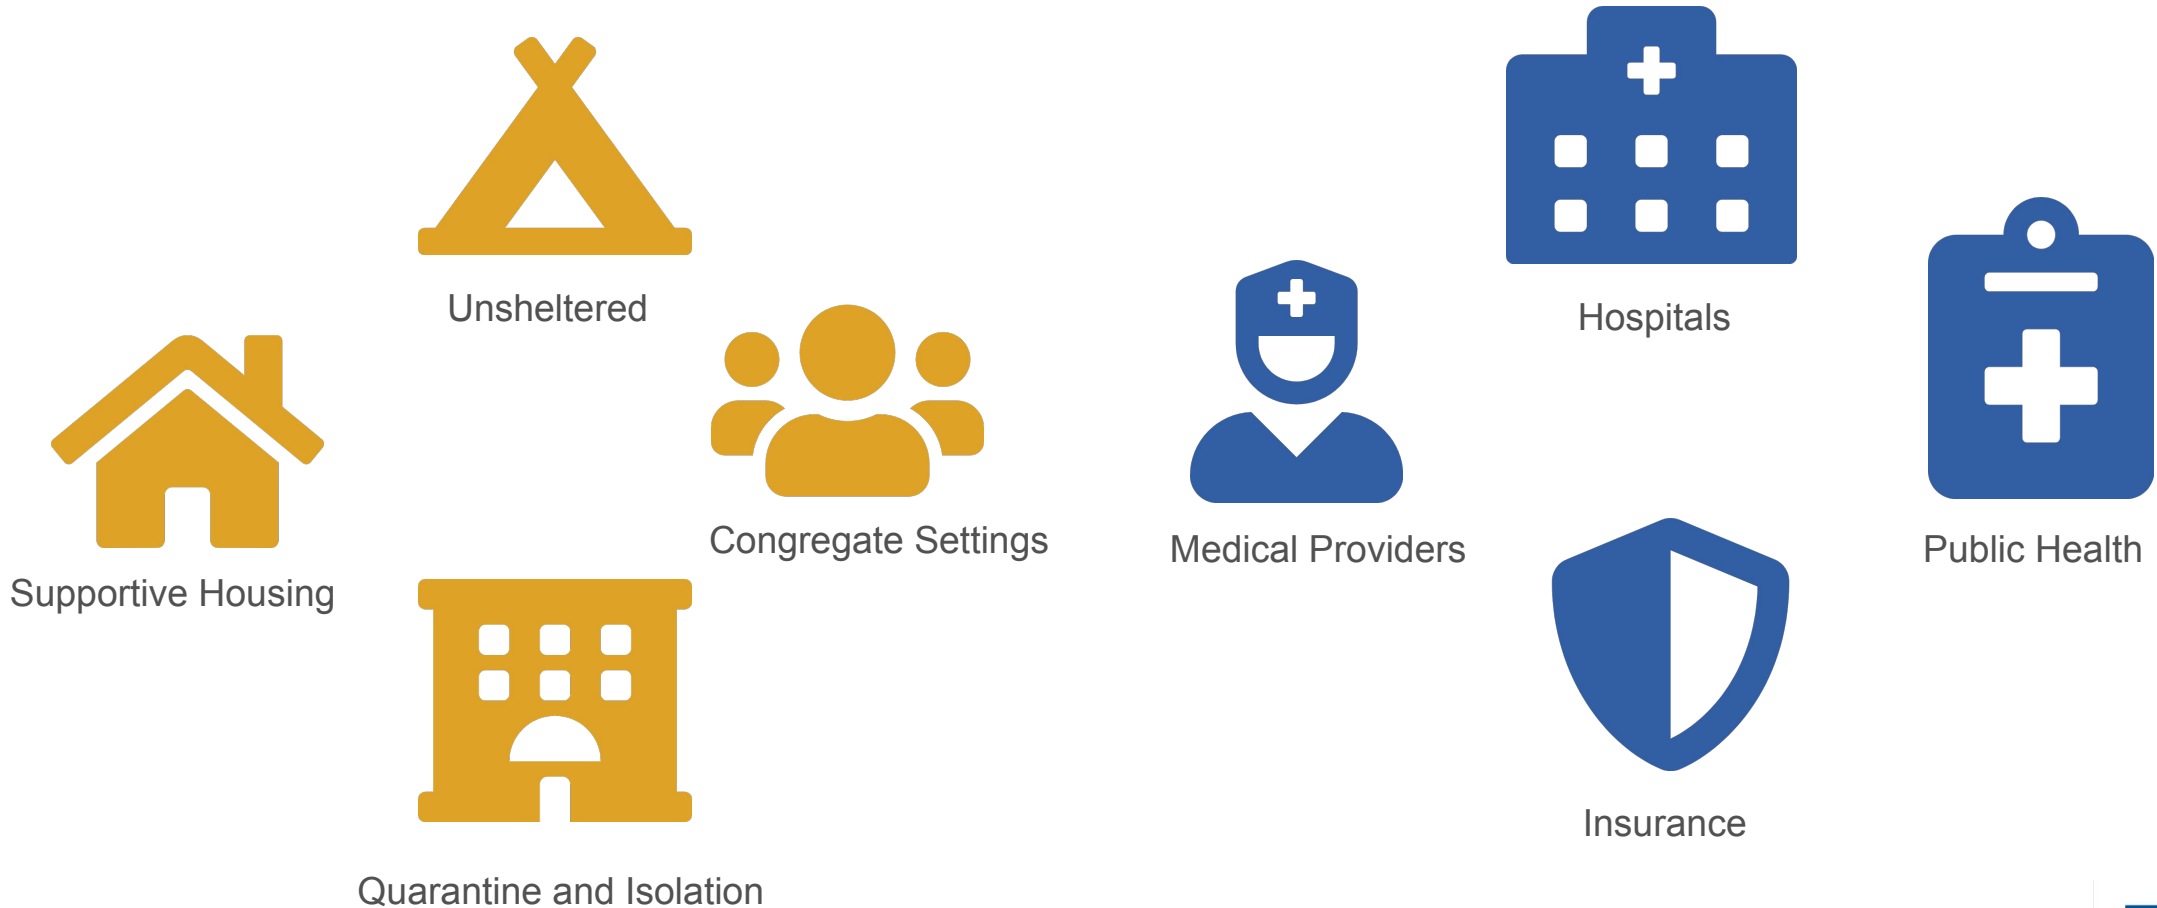 Unsheltered
Supportive Housing
Congregate Settings
Quarantine and Isolation
Hospitals
Medical Providers
Public Health
Insurance